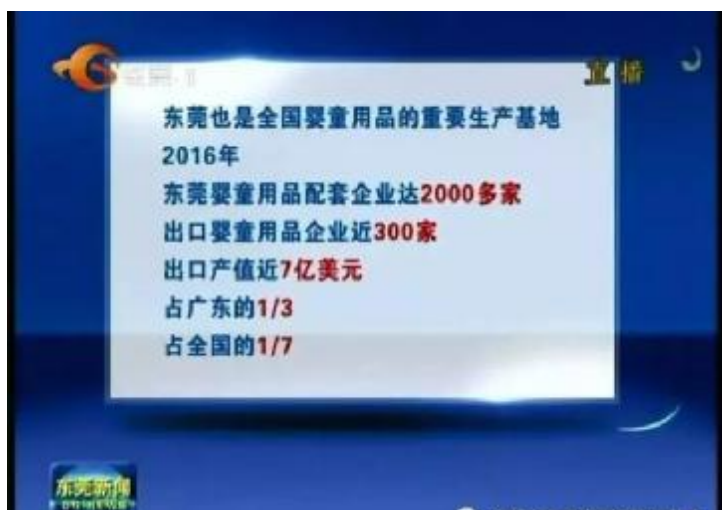 直播
东莞也是全国婴童用品的重要生产基地
2016年
东莞婴童用品配套企业达2000多家
出口婴童用品企业近300家
出口产值近7亿美元
占广东的1/3
占全国的1/7
东莞新闻